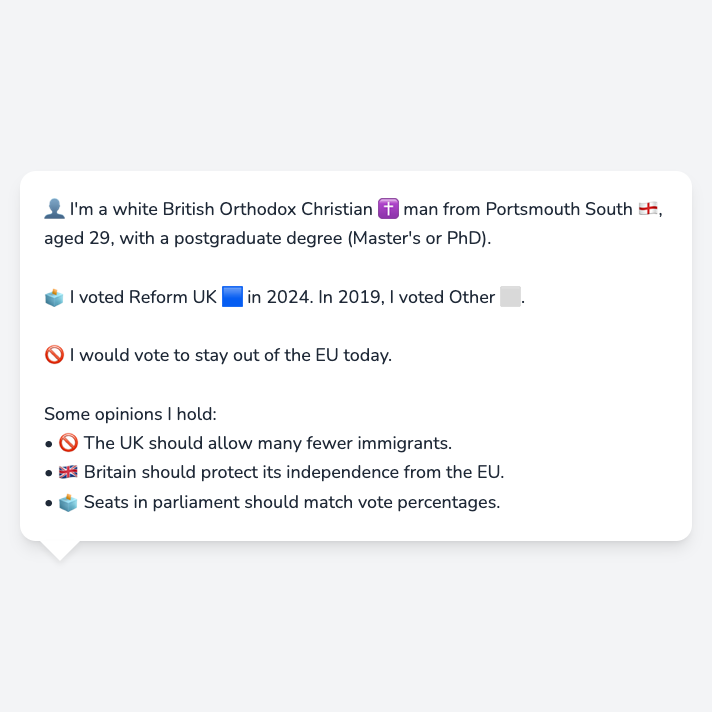 👤 I'm a white British Orthodox Christian ✝️ man from Portsmouth South 🏴󠁧󠁢󠁥󠁮󠁧󠁿,
aged 29, with a postgraduate degree (Master's or PhD).
🗳️ I voted Reform UK 🟦 in 2024. In 2019, I voted Other ⬜.
🚫 I would vote to stay out of the EU today.
Some opinions I hold:
• 🚫 The UK should allow many fewer immigrants.
• 🇬🇧 Britain should protect its independence from the EU.
• 🗳️ Seats in parliament should match vote percentages.